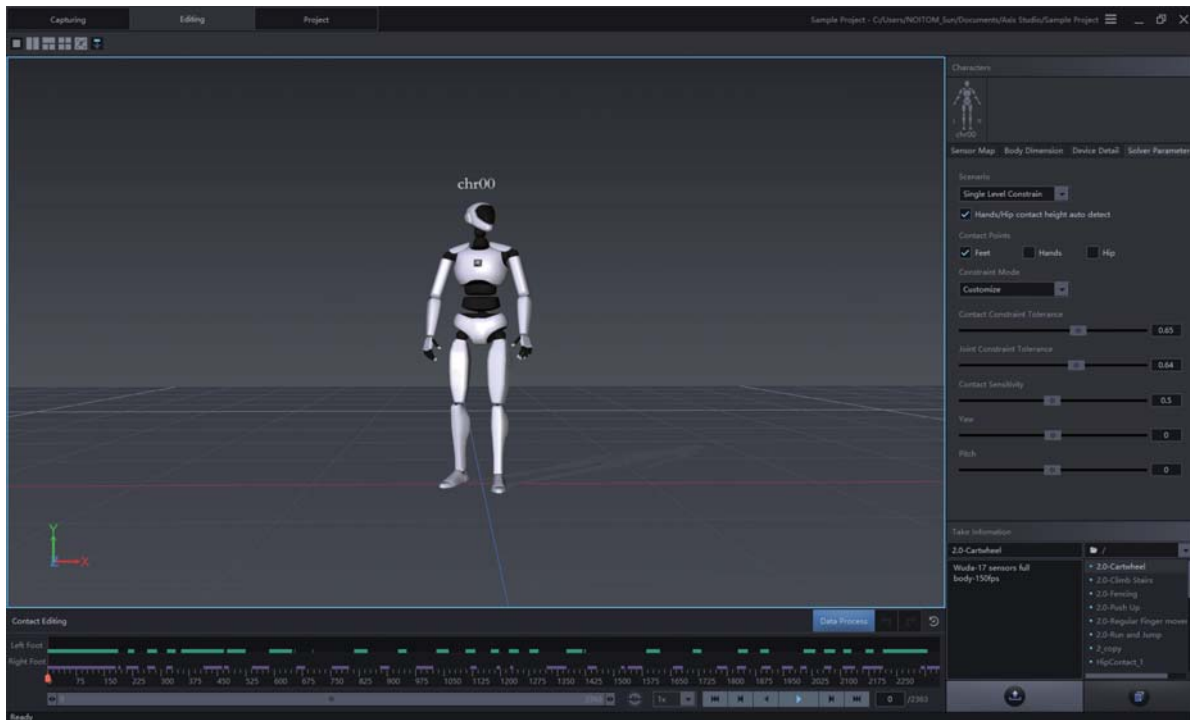 Capturing Editing Project Sample Project - C:/Users/NOITOM_Sun/Documents/Axis Studio/Sample Project
Characters
chr00
Sensor Map Body Dimension Device Detail Solver Parameter
chr00
Scenario
Single Level Constrain
Hands/Hip contact height auto detect
Contact Points
Feet Hands Hip
Constraint Mode
Customize
Contact Constraint Tolerance
0.65
Joint Constraint Tolerance
0.64
Contact Sensitivity
0.5
Yaw
0
Pitch
0
Y
Z X
Take Information
2.0-Cartwheel /
Wuda-17 sensors full
body-150fps
2.0-Cartwheel
2.0-Climb Stairs
2.0-Fencing
2.0-Push Up
2.0-Regular Finger mover
2.0-Run and Jump
2_copy
HipContact_1
Contact Editing Data Process
Left Foot
Right Foot
0 75 150 225 300 375 450 525 600 675 750 825 900 975 1050 1125 1200 1275 1350 1425 1500 1575 1650 1725 1800 1875 1950 2025 2100 2175 2250
0 2363 1x 0 /2363
Ready